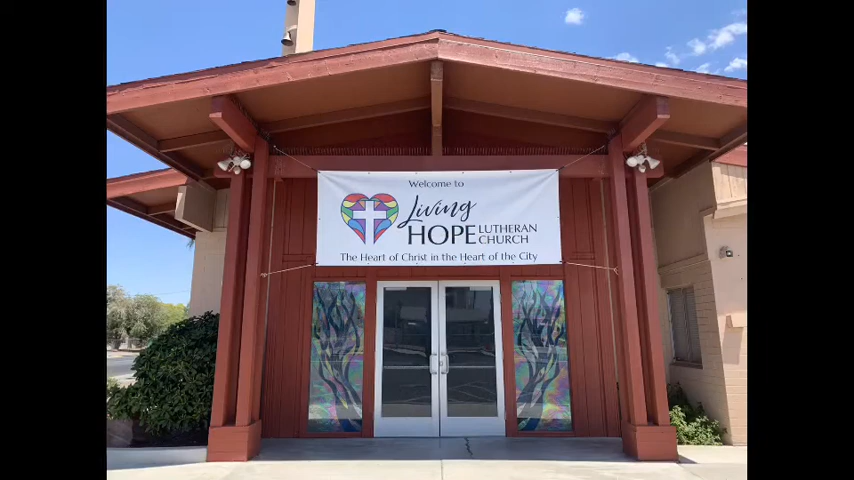 Welcome to
Living
HOPE LUTHERAN
CHURCH
The Heart of Christ in the Heart of the City